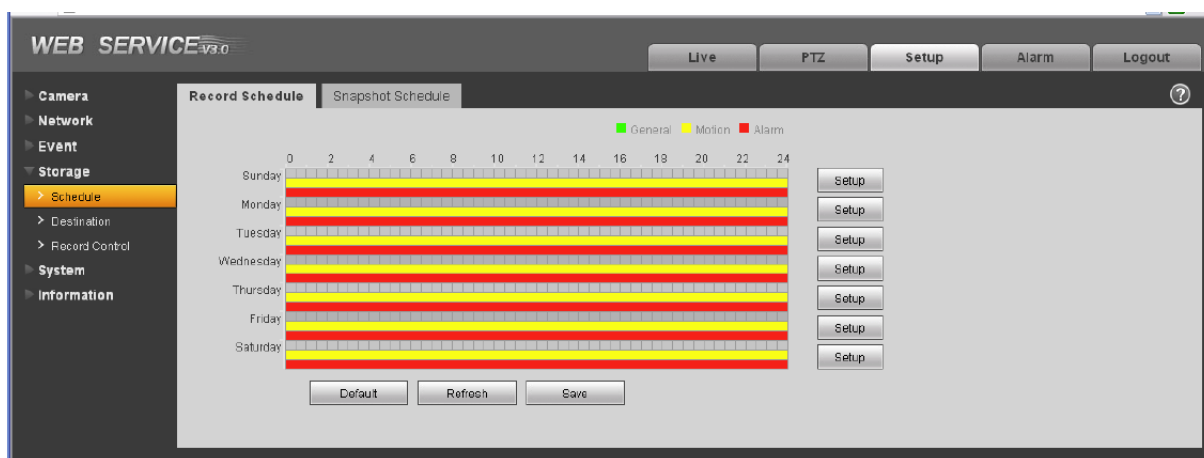 WEB SERVICE V3.0
Live PTZ Setup Alarm Logout
Camera
Network
Event
Storage
> Schedule
> Destination
> Record Control
System
Information
Record Schedule Snapshot Schedule ?
General Motion Alarm
0 2 4 6 8 10 12 14 16 18 20 22 24
Sunday Setup
Monday Setup
Tuesday Setup
Wednesday Setup
Thursday Setup
Friday Setup
Saturday Setup
Default Refresh Save